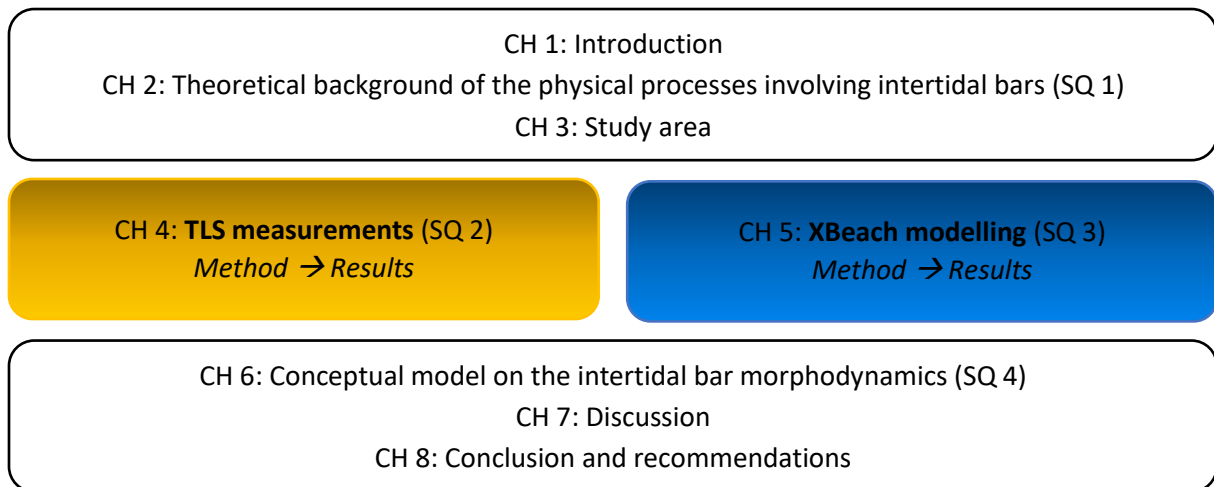 CH 1: Introduction
CH 2: Theoretical background of the physical processes involving intertidal bars (SQ 1)
CH 3: Study area
CH 4: TLS measurements (SQ 2)
Method → Results
CH 5: XBeach modelling (SQ 3)
Method → Results
CH 6: Conceptual model on the intertidal bar morphodynamics (SQ 4)
CH 7: Discussion
CH 8: Conclusion and recommendations